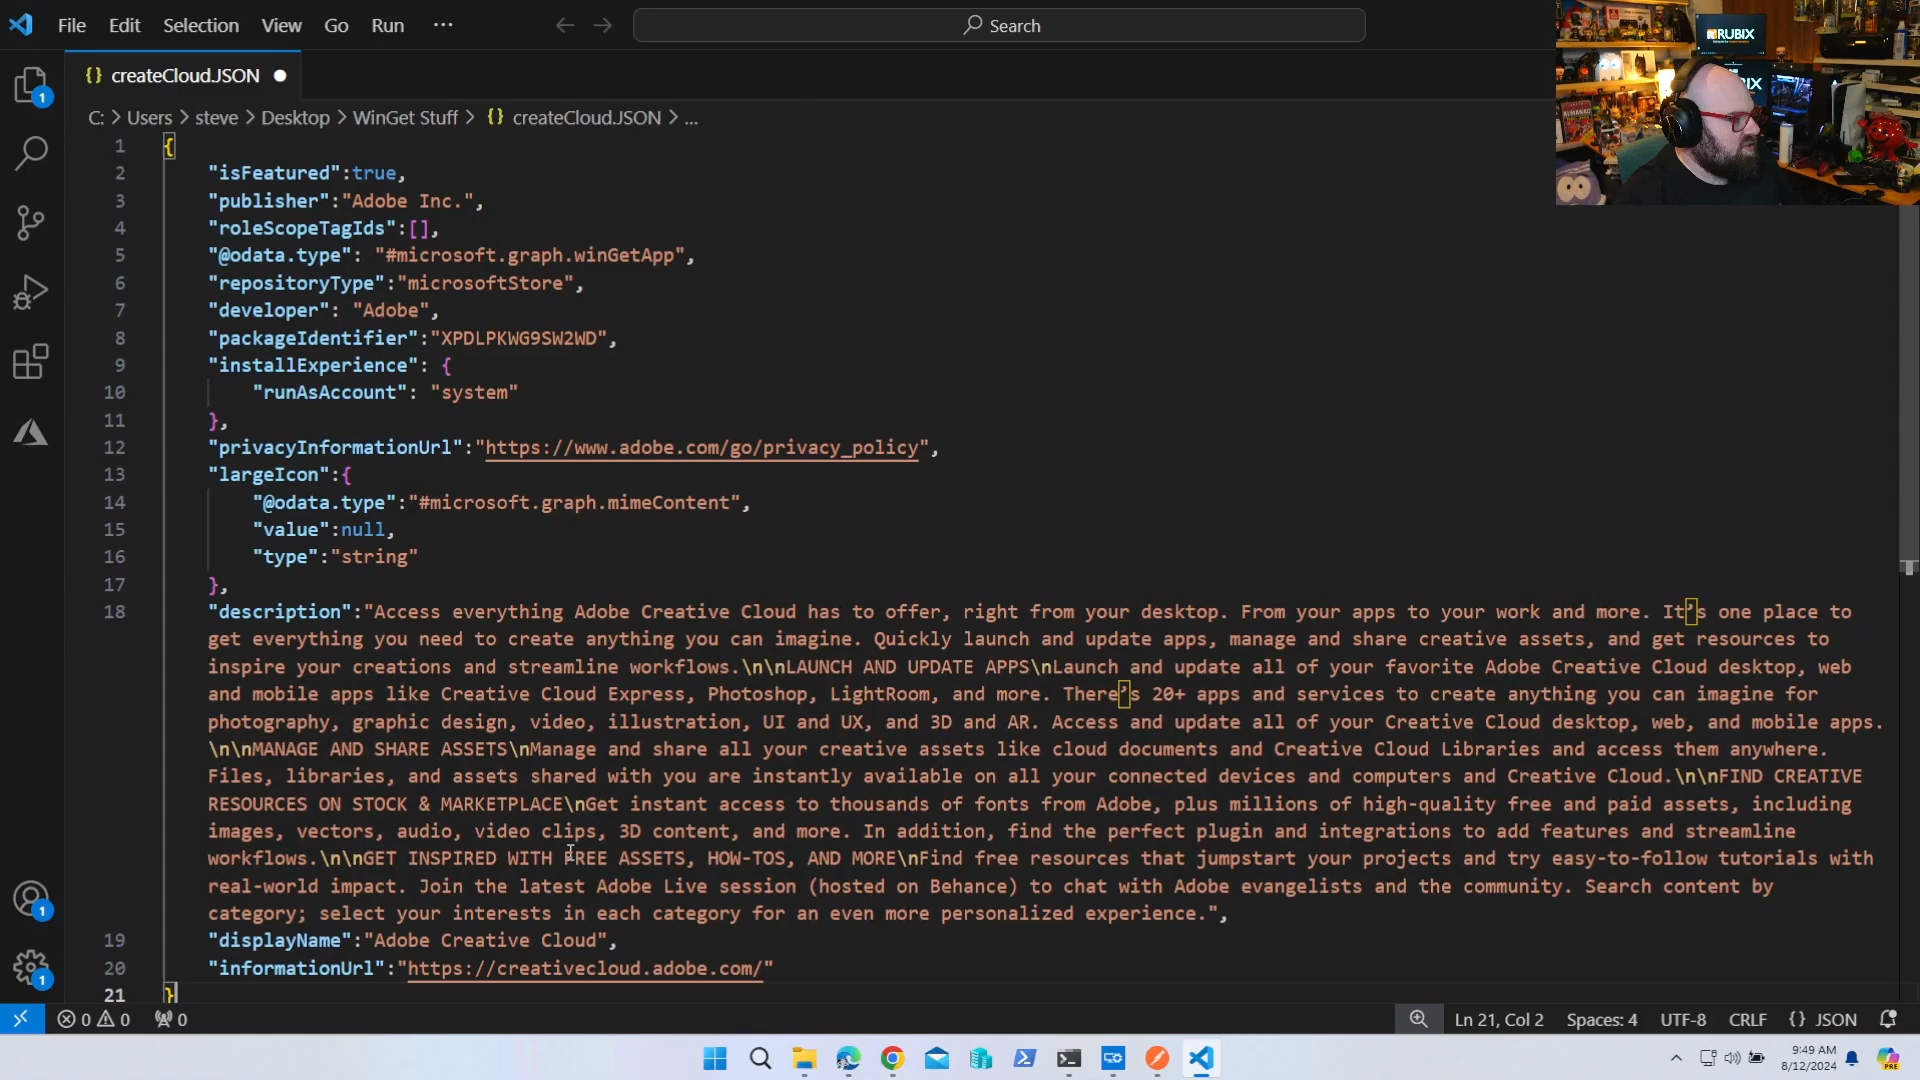 File Edit Selection View Go Run ··· Search
RUBIX
createCloud.JSON
C: > Users > steve > Desktop > WinGet Stuff > {} createCloud.JSON > ...
1 {
2 "isFeatured":true,
3 "publisher":"Adobe Inc.",
4 "roleScopeTagIds":[],
5 "@odata.type": "#microsoft.graph.winGetApp",
6 "repositoryType":"microsoftStore",
7 "developer": "Adobe",
8 "packageIdentifier":"XPDLPKWG9SW2WD",
9 "installExperience": {
10 "runAsAccount": "system"
11 },
12 "privacyInformationUrl":"https://www.adobe.com/go/privacy_policy",
13 "largeIcon":{
14 "@odata.type":"#microsoft.graph.mimeContent",
15 "value":null,
16 "type":"string"
17 },
18 "description":"Access everything Adobe Creative Cloud has to offer, right from your desktop. From your apps to your work and more. It’s one place to
get everything you need to create anything you can imagine. Quickly launch and update apps, manage and share creative assets, and get resources to
inspire your creations and streamline workflows.\n\nLAUNCH AND UPDATE APPS\nLaunch and update all of your favorite Adobe Creative Cloud desktop, web
and mobile apps like Creative Cloud Express, Photoshop, LightRoom, and more. There’s 20+ apps and services to create anything you can imagine for
photography, graphic design, video, illustration, UI and UX, and 3D and AR. Access and update all of your Creative Cloud desktop, web, and mobile apps.
\n\nMANAGE AND SHARE ASSETS\nManage and share all your creative assets like cloud documents and Creative Cloud Libraries and access them anywhere.
Files, libraries, and assets shared with you are instantly available on all your connected devices and computers and Creative Cloud.\n\nFIND CREATIVE
RESOURCES ON STOCK & MARKETPLACE\nGet instant access to thousands of fonts from Adobe, plus millions of high-quality free and paid assets, including
images, vectors, audio, video clips, 3D content, and more. In addition, find the perfect plugin and integrations to add features and streamline
workflows.\n\nGET INSPIRED WITH FREE ASSETS, HOW-TOS, AND MORE\nFind free resources that jumpstart your projects and try easy-to-follow tutorials with
real-world impact. Join the latest Adobe Live session (hosted on Behance) to chat with Adobe evangelists and the community. Search content by
category; select your interests in each category for an even more personalized experience.",
19 "displayName":"Adobe Creative Cloud",
20 "informationUrl":"https://creativecloud.adobe.com/"
21 }
0 0 0 Ln 21, Col 2 Spaces: 4 UTF-8 CRLF {} JSON
9:49 AM
8/12/2024